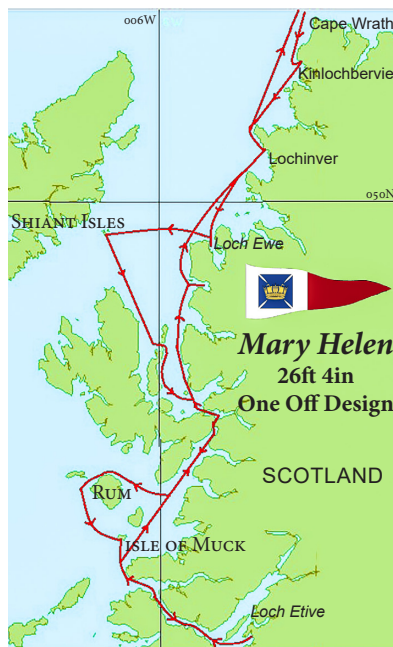 006W
Cape Wrath
Kinlochbervie
Lochinver
050N
SHIANT ISLES
Loch Ewe
Mary Helen
26ft 4in
One Off Design
SCOTLAND
RUM
ISLE OF MUCK
Loch Etive